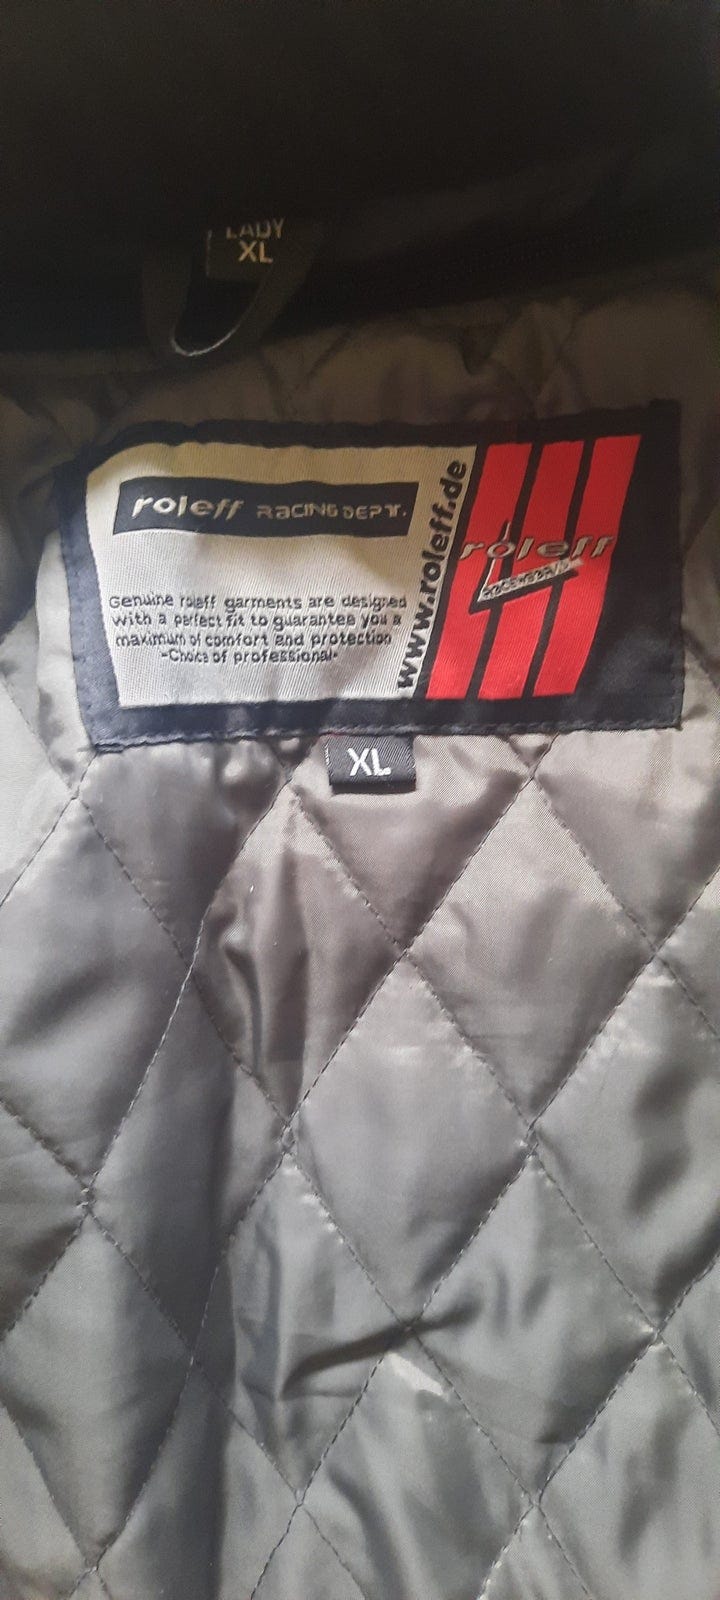 LADY
XL
roleff RACING DEPT.
Genuine roleff garments are designed
with a perfect fit to guarantee you a
maximum of comfort and protection
-Choice of professional-
www.roleff.de
roleff
RACEWEAR
XL